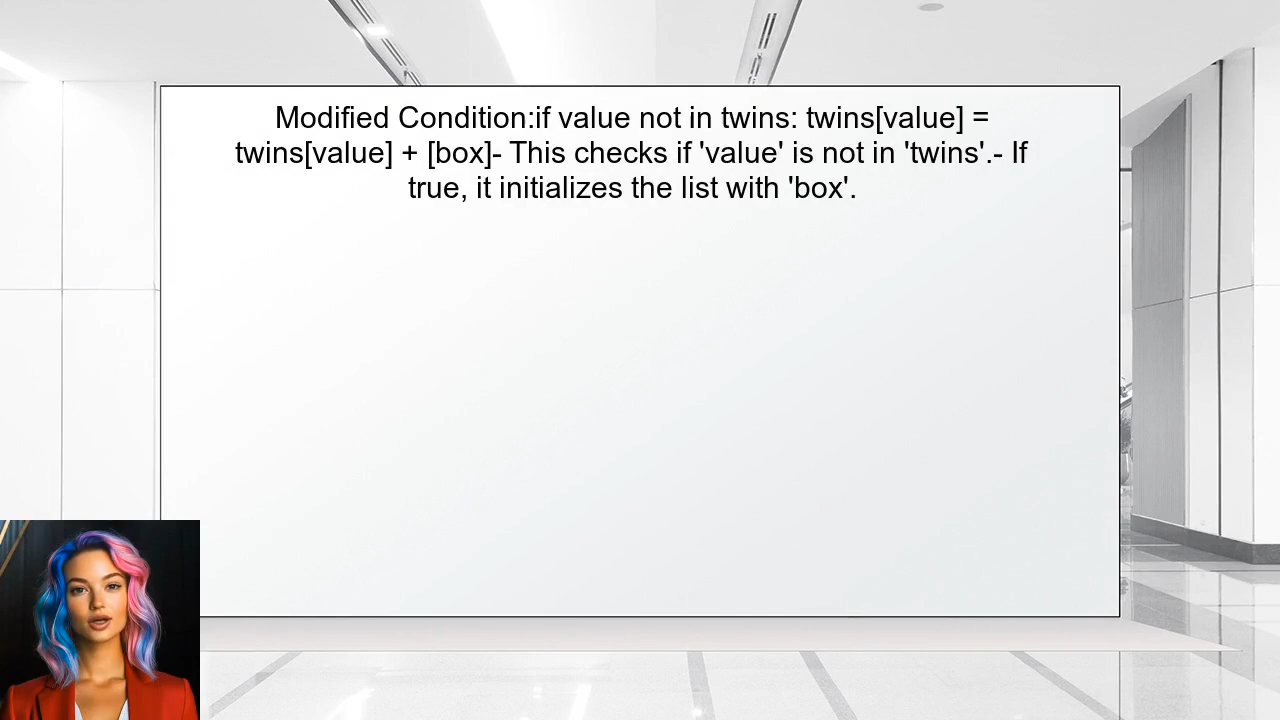 Modified Condition:if value not in twins: twins[value] =
twins[value] + [box]- This checks if 'value' is not in 'twins'.- If
true, it initializes the list with 'box'.